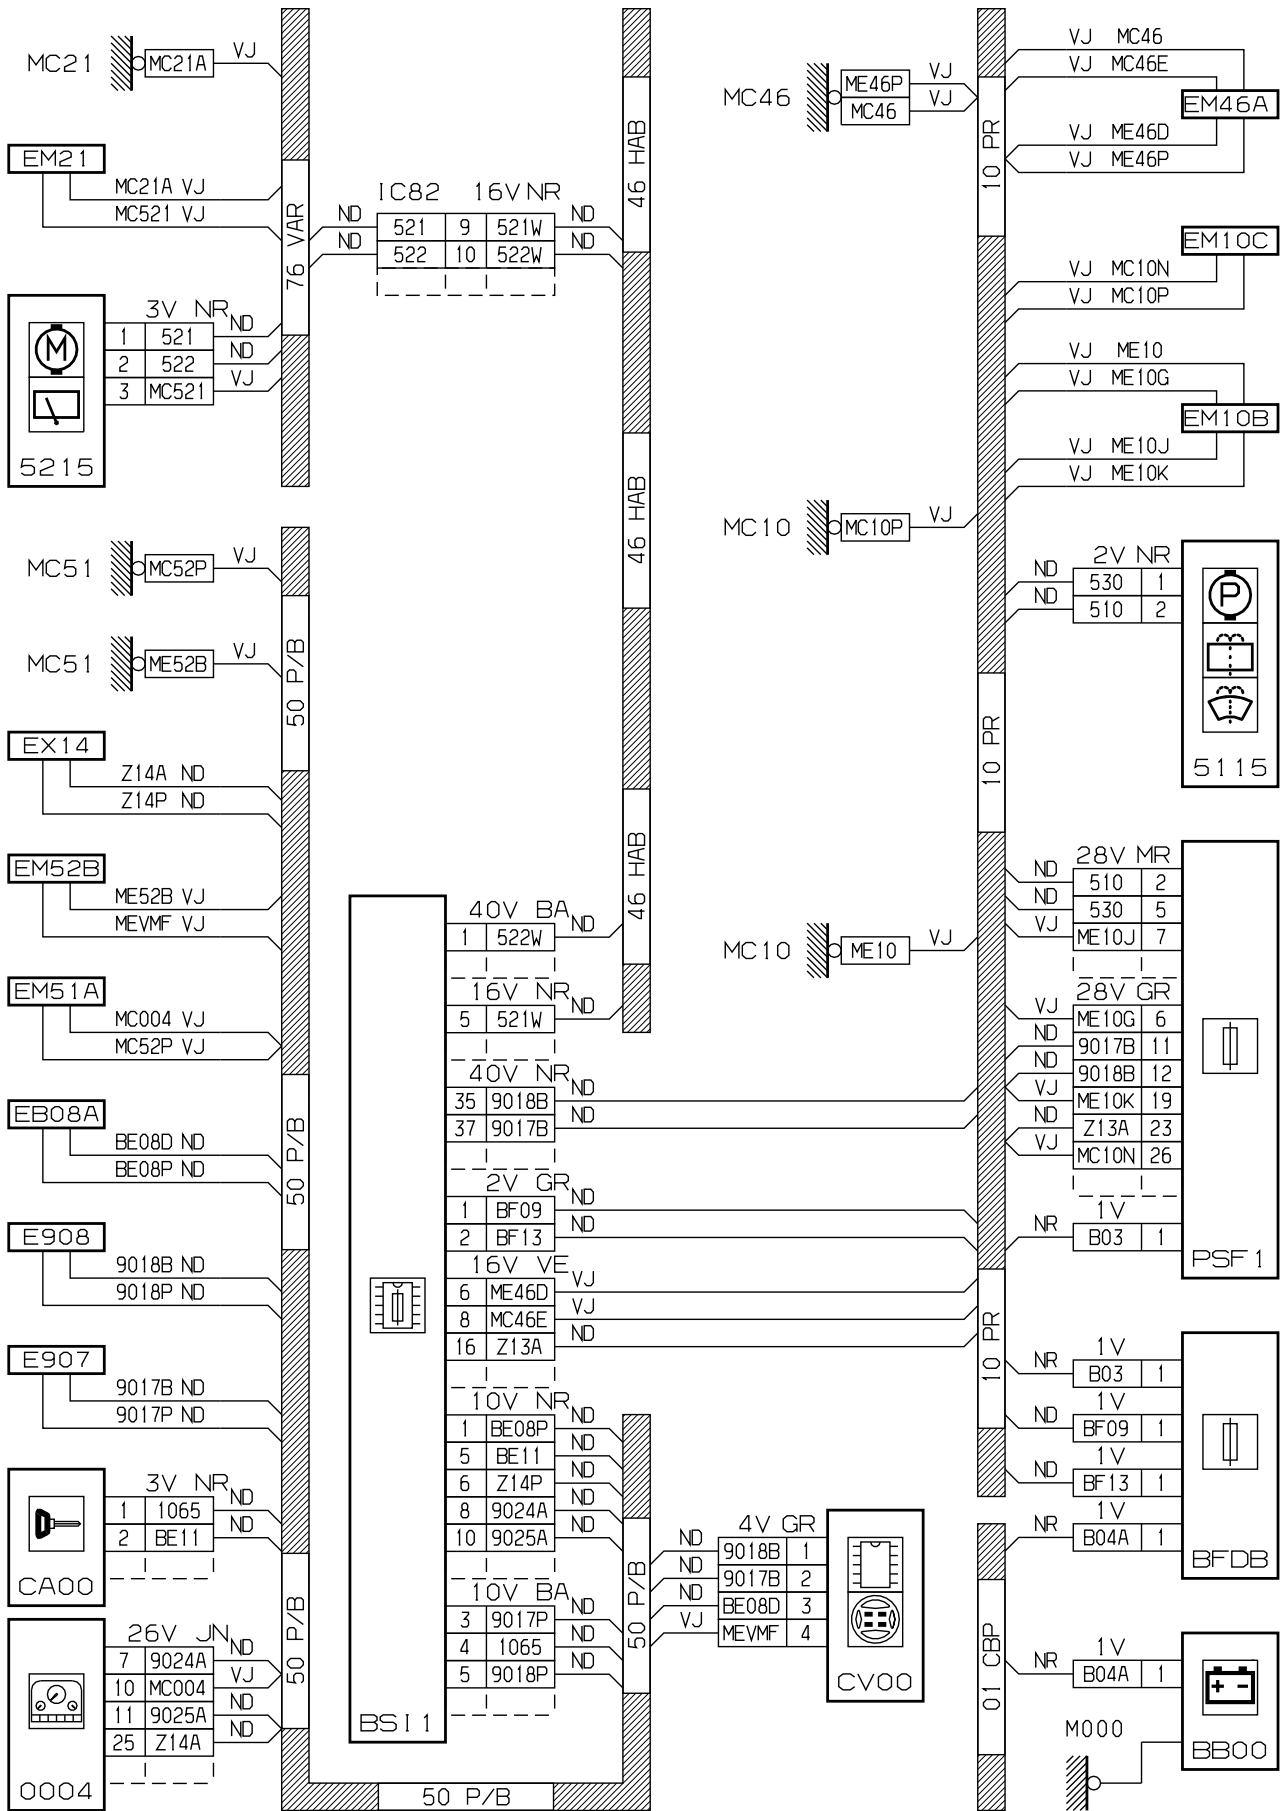 MC21
MC21A
VJ
EM21
MC21A VJ
MC521 VJ
76 VAR
3V NR
1 521 ND
2 522 ND
3 MC521 VJ
5215
IC82 16V NR
ND 521 9 521W ND
ND 522 10 522W ND
46 HAB
46 HAB
46 HAB
MC51
MC52P
VJ
MC51
ME52B
VJ
50 P/B
EX14
Z14A ND
Z14P ND
EM52B
ME52B VJ
MEVMF VJ
EM51A
MC004 VJ
MC52P VJ
EB08A
BE08D ND
BE08P ND
50 P/B
E908
9018B ND
9018P ND
E907
9017B ND
9017P ND
3V NR
1 1065 ND
2 BE11 ND
CA00
50 P/B
26V JN
7 9024A ND
10 MC004 VJ
11 9025A ND
25 Z14A ND
0004
40V BA
1 522W ND
16V NR
5 521W ND
40V NR
35 9018B ND
37 9017B ND
2V GR
1 BF09 ND
2 BF13 ND
16V VE
6 ME46D VJ
8 MC46E VJ
16 Z13A ND
10V NR
1 BE08P ND
5 BE11 ND
6 Z14P ND
8 9024A ND
10 9025A ND
10V BA
3 9017P ND
4 1065 ND
5 9018P ND
BSI1
50 P/B
50 P/B
4V GR
ND 9018B 1
ND 9017B 2
ND BE08D 3
VJ MEVMF 4
CV00
MC46
ME46P VJ
MC46 VJ
10 PR
VJ MC46
VJ MC46E
EM46A
VJ ME46D
VJ ME46P
EM10C
VJ MC10N
VJ MC10P
VJ ME10
VJ ME10G
EM10B
VJ ME10J
VJ ME10K
MC10
MC10P
VJ
2V NR
ND 530 1
ND 510 2
P
5115
10 PR
MC10
ME10
VJ
28V MR
ND 510 2
ND 530 5
VJ ME10J 7
28V GR
VJ ME10G 6
ND 9017B 11
ND 9018B 12
VJ ME10K 19
ND Z13A 23
VJ MC10N 26
1V
NR B03 1
PSF1
10 PR
1V
NR B03 1
1V
ND BF09 1
1V
ND BF13 1
1V
NR B04A 1
BFDB
01 CBP
1V
NR B04A 1
M000
BB00
M
+ -